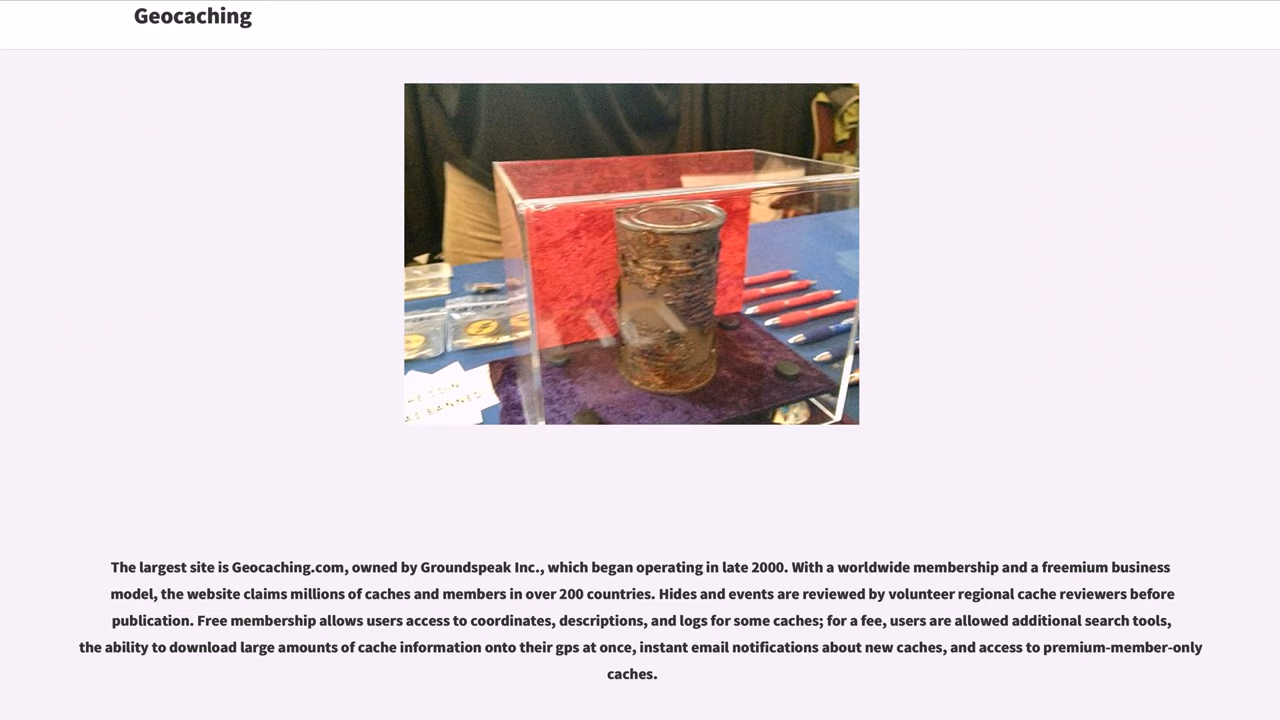 Geocaching
The largest site is Geocaching.com, owned by Groundspeak Inc., which began operating in late 2000. With a worldwide membership and a freemium business
model, the website claims millions of caches and members in over 200 countries. Hides and events are reviewed by volunteer regional cache reviewers before
publication. Free membership allows users access to coordinates, descriptions, and logs for some caches; for a fee, users are allowed additional search tools,
the ability to download large amounts of cache information onto their gps at once, instant email notifications about new caches, and access to premium-member-only
caches.